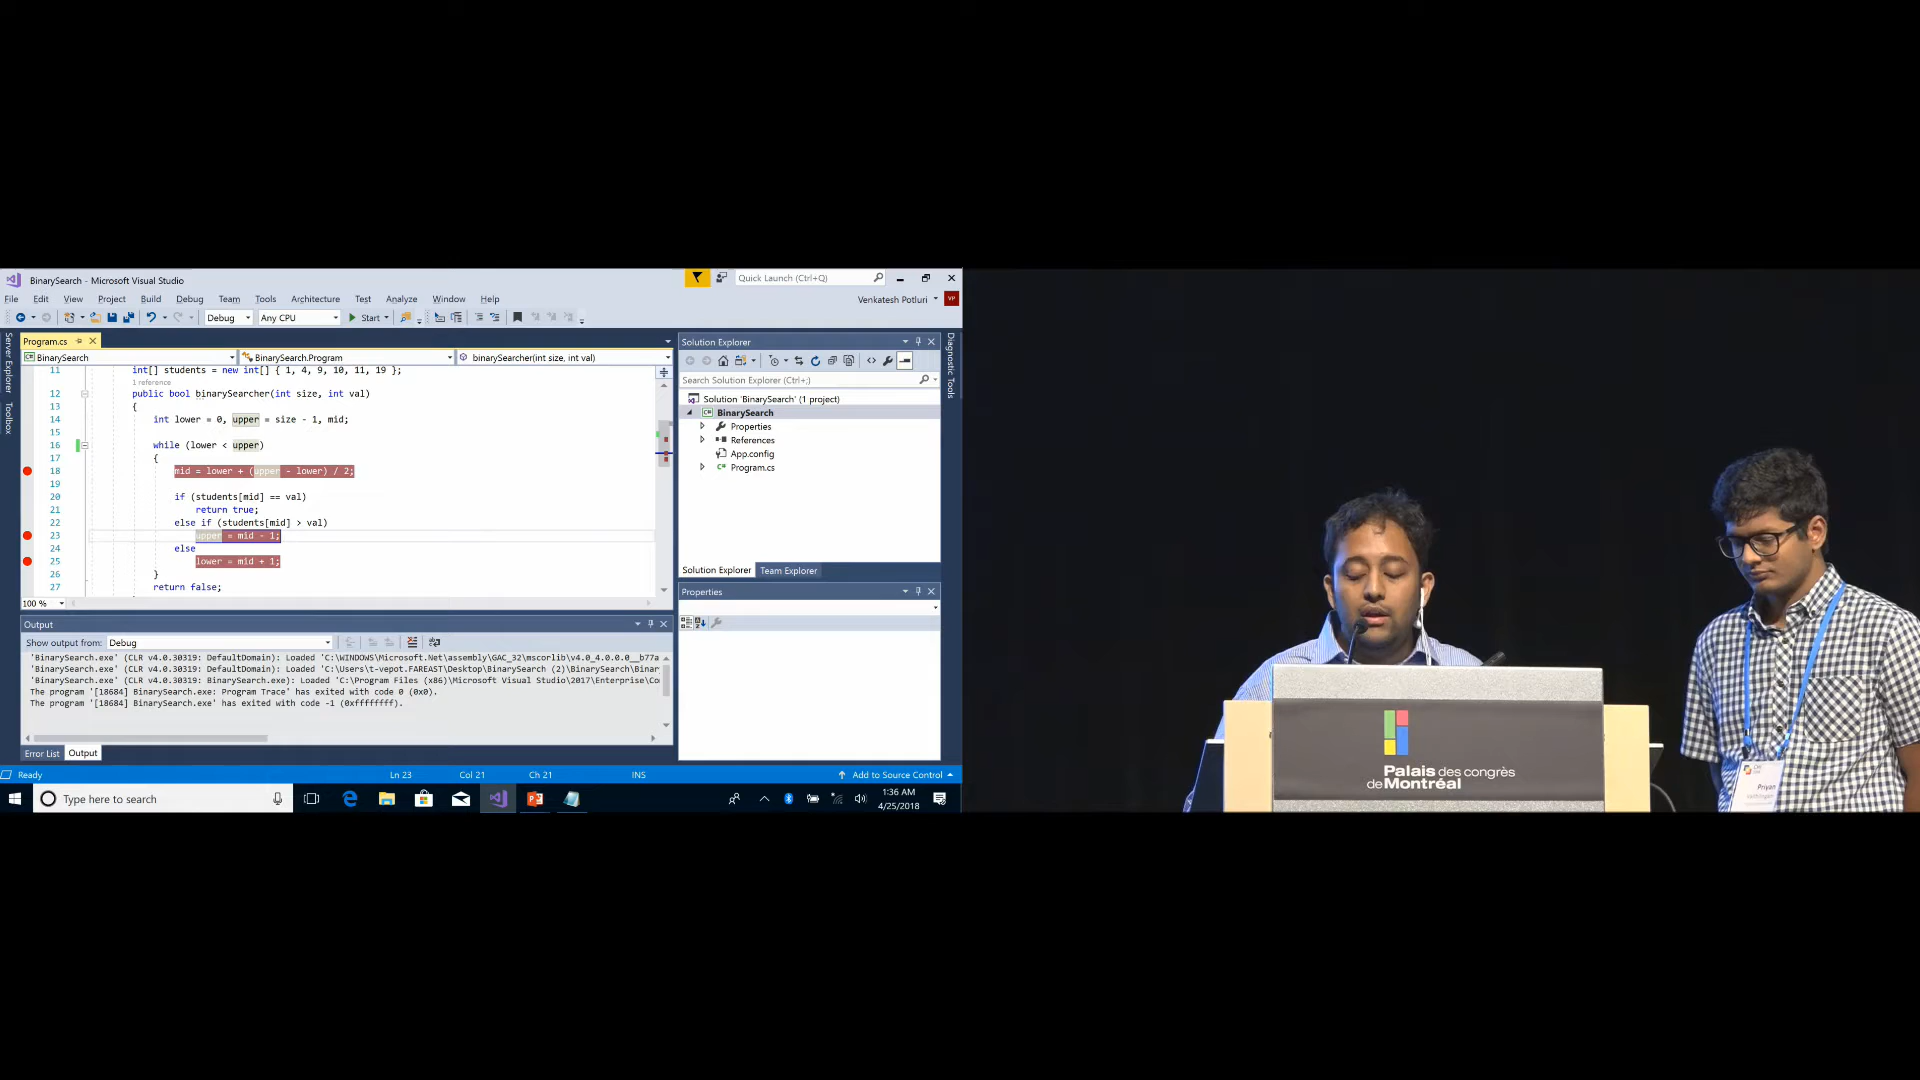 BinarySearch - Microsoft Visual Studio
Quick Launch (Ctrl+Q)
File Edit View Project Build Debug Team Tools Architecture Test Analyze Window Help
Venkatesh Potluri
VP
Debug
Any CPU
Start
Server Explorer
Toolbox
Program.cs
BinarySearch
BinarySearch.Program
binarySearcher(int size, int val)
11 int[] students = new int[] { 1, 4, 9, 10, 11, 19 };
1 reference
12 public bool binarySearcher(int size, int val)
13 {
14 int lower = 0, upper = size - 1, mid;
15
16 while (lower < upper)
17 {
18 mid = lower + (upper - lower) / 2;
19
20 if (students[mid] == val)
21 return true;
22 else if (students[mid] > val)
23 upper = mid - 1;
24 else
25 lower = mid + 1;
26 }
27 return false;
100 %
Output
Show output from: Debug
'BinarySearch.exe' (CLR v4.0.30319: DefaultDomain): Loaded 'C:\WINDOWS\Microsoft.Net\assembly\GAC_32\mscorlib\v4.0_4.0.0.0__b77a
'BinarySearch.exe' (CLR v4.0.30319: DefaultDomain): Loaded 'C:\Users\t-vepot.FAREAST\Desktop\BinarySearch (2)\BinarySearch\Binar
'BinarySearch.exe' (CLR v4.0.30319: BinarySearch.exe): Loaded 'C:\Program Files (x86)\Microsoft Visual Studio\2017\Enterprise\Co
The program '[18684] BinarySearch.exe: Program Trace' has exited with code 0 (0x0).
The program '[18684] BinarySearch.exe' has exited with code -1 (0xffffffff).
Error List Output
Solution Explorer
Search Solution Explorer (Ctrl+;)
Solution 'BinarySearch' (1 project)
BinarySearch
Properties
References
App.config
Program.cs
Solution Explorer Team Explorer
Properties
Diagnostic Tools
Ready
Ln 23
Col 21
Ch 21
INS
Add to Source Control
Type here to search
1:36 AM
4/25/2018
Palais des congrès
de Montréal
Priyan